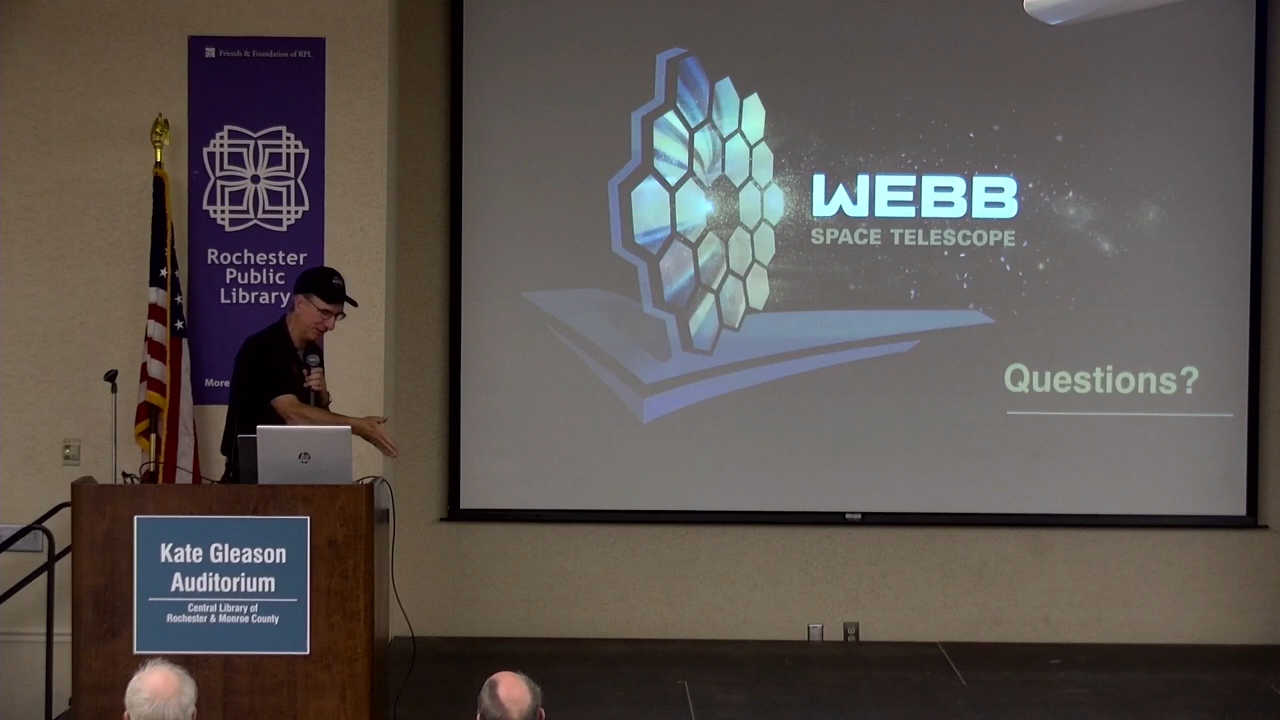 Friends & Foundation of RPL
Rochester
Public
Library
More
WEBB
SPACE TELESCOPE
Questions?
hp
Kate Gleason
Auditorium
Central Library of
Rochester & Monroe County